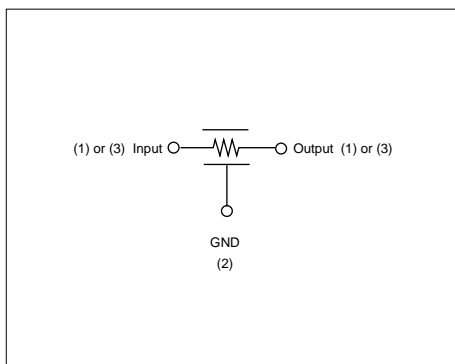 (1) or (3) Input Output (1) or (3)
GND
(2)